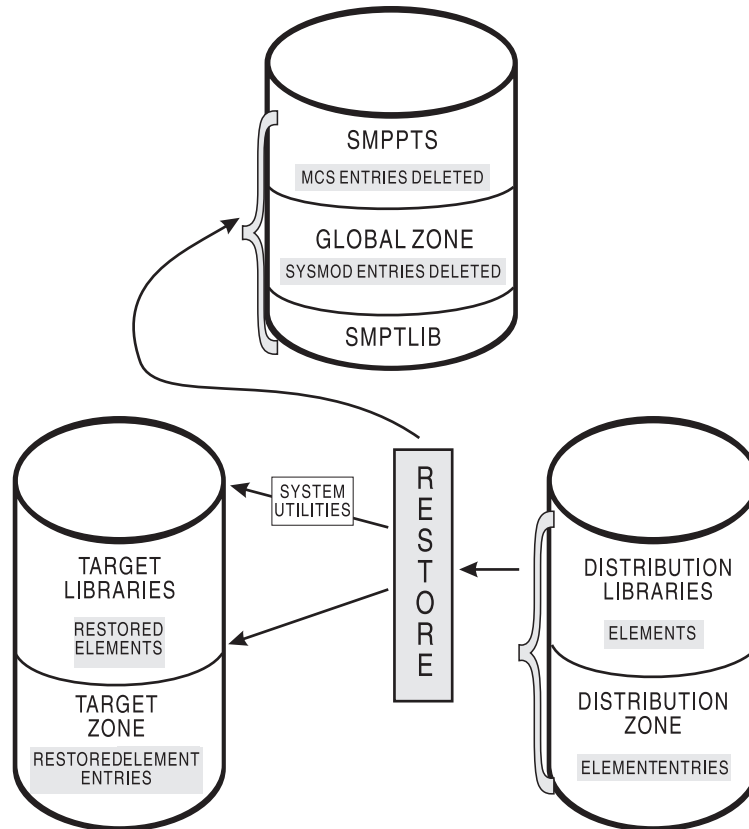 SMPPTS
MCS ENTRIES DELETED
GLOBAL ZONE
SYSMOD ENTRIES DELETED
SMPTLIB
SYSTEM
UTILITIES
TARGET
LIBRARIES
RESTORED
ELEMENTS
TARGET
ZONE
RESTOREDELEMENT
ENTRIES
R
E
S
T
O
R
E
DISTRIBUTION
LIBRARIES
ELEMENTS
DISTRIBUTION
ZONE
ELEMENTENTRIES